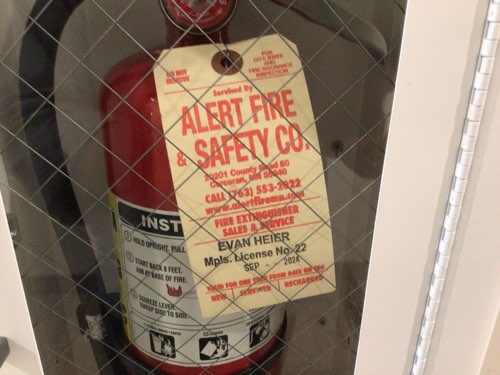 DO NOT
REMOVE
FOR
CITY, STATE
AND
FIRE INSURANCE
INSPECTION
Serviced By
ALERT FIRE
& SAFETY CO.
20201 County Road 50
Corcoran, MN 55340
CALL (763) 553-2022
www.alertfiremn.com
FIRE EXTINGUISHER
SALES & SERVICE
EVAN HEIER
Mpls. License No. 22
SEP - 2024
VALID FOR ONE YEAR FROM DATE ON TAG
NEW SERVICED RECHARGED
INST
HOLD UPRIGHT, PULL
START BACK 8 FEET.
AIM AT BASE OF FIRE.
SQUEEZE LEVER,
SWEEP SIDE TO SIDE.